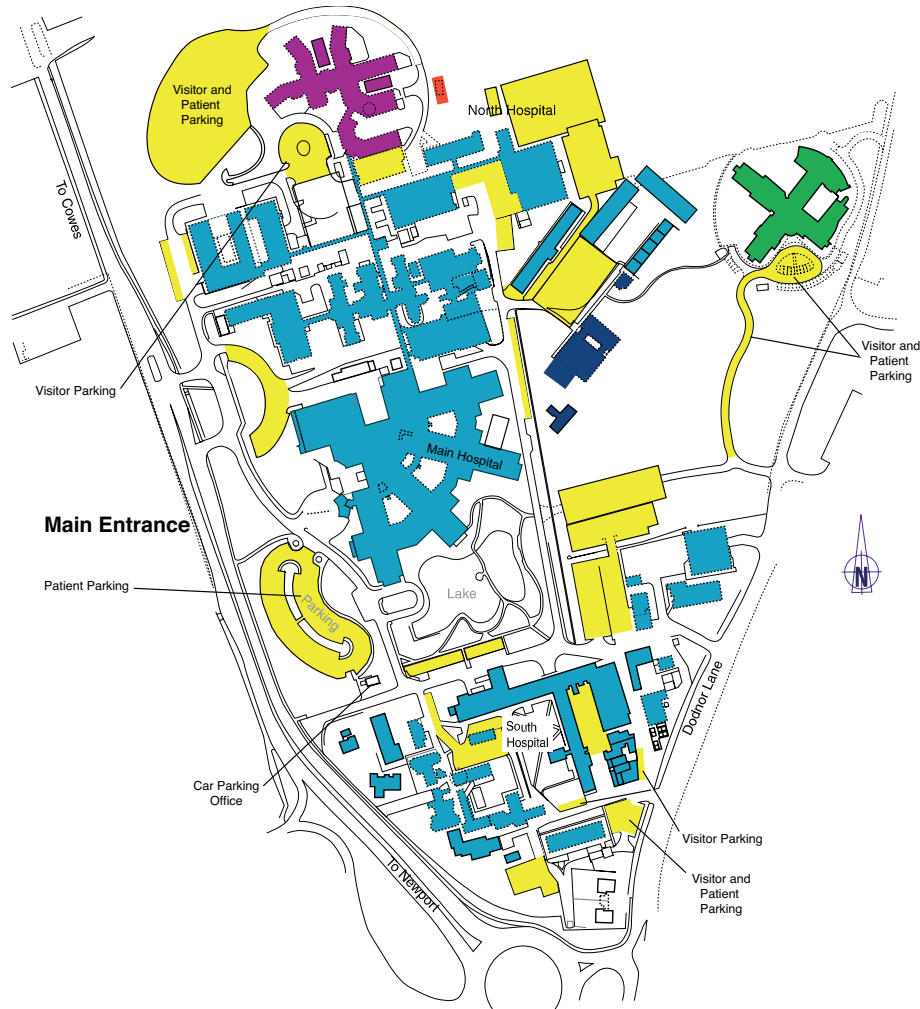 Visitor and
Patient
Parking
North Hospital
To Cowes
Visitor Parking
Visitor and
Patient
Parking
Main Hospital
Main Entrance
N
Patient Parking
Parking
Lake
Dodnor Lane
South
Hospital
Car Parking
Office
Visitor Parking
To Newport
Visitor and
Patient
Parking